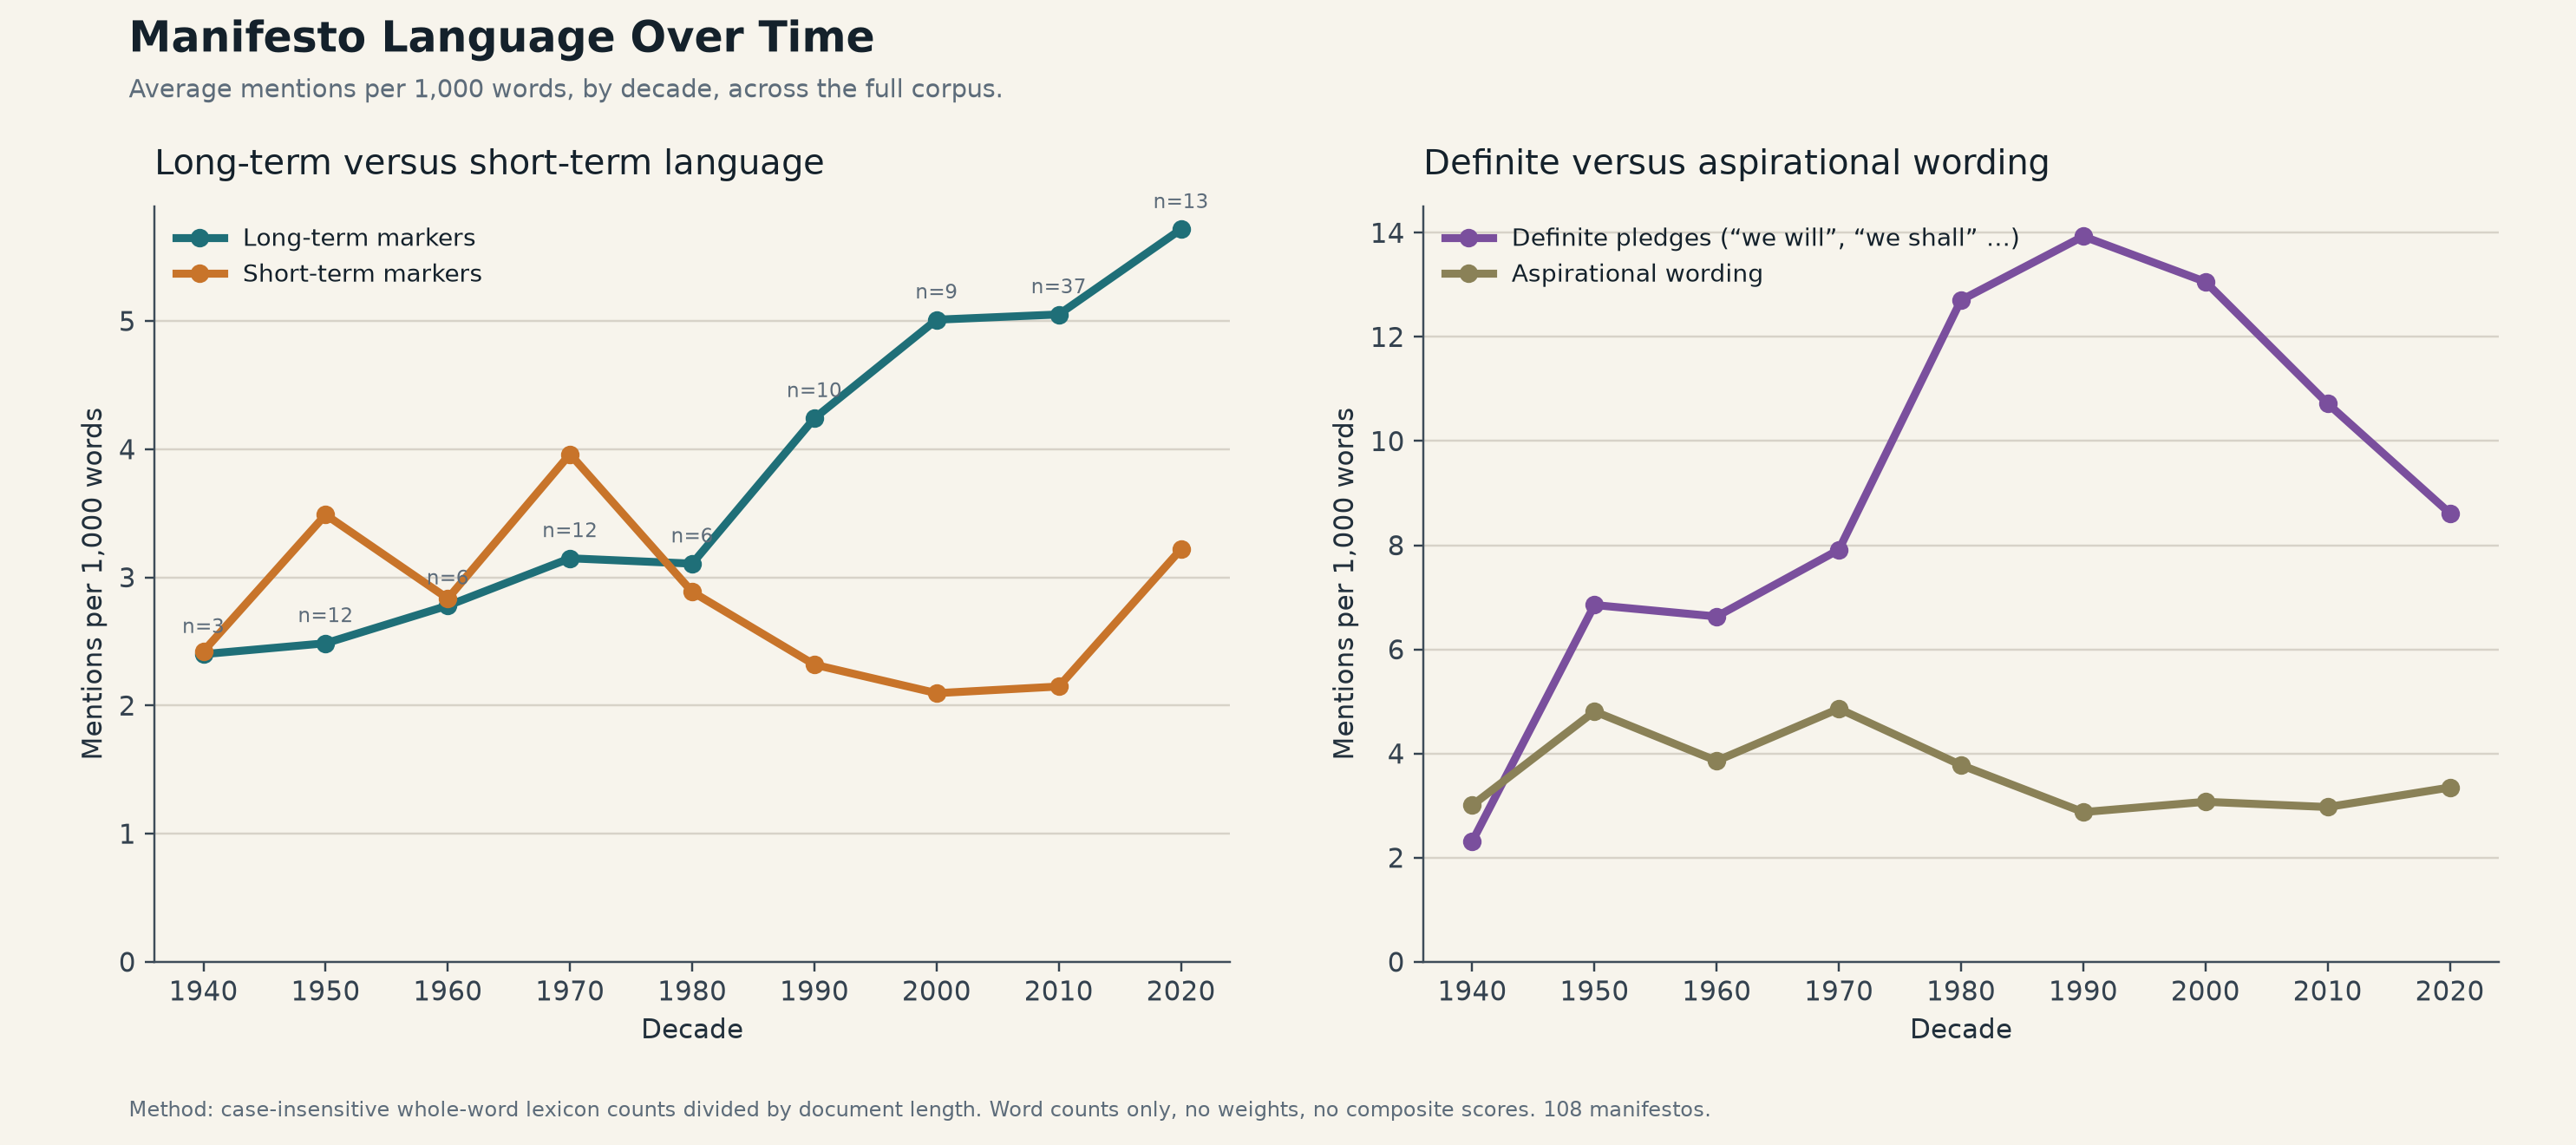 Manifesto Language Over Time
Average mentions per 1,000 words, by decade, across the full corpus.
Long-term versus short-term language
Long-term markers
Short-term markers
Mentions per 1,000 words
5
4
3
2
1
0
n=3
n=12
n=6
n=12
n=6
n=10
n=9
n=37
n=13
1940 1950 1960 1970 1980 1990 2000 2010 2020
Decade
Definite versus aspirational wording
Definite pledges (“we will”, “we shall” …)
Aspirational wording
Mentions per 1,000 words
14
12
10
8
6
4
2
0
1940 1950 1960 1970 1980 1990 2000 2010 2020
Decade
Method: case-insensitive whole-word lexicon counts divided by document length. Word counts only, no weights, no composite scores. 108 manifestos.